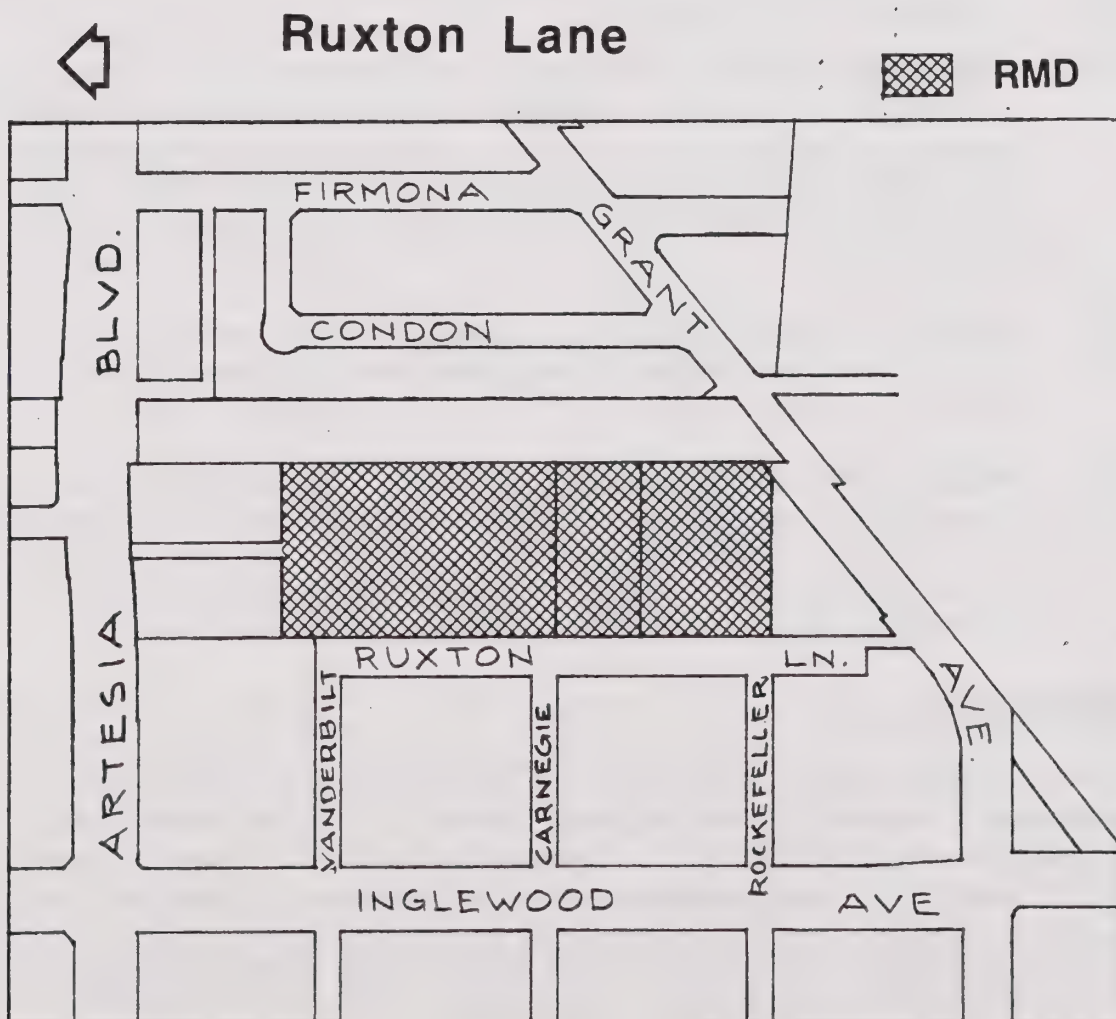 Ruxton Lane
RMD
FIRMONA
GRANT
BLVD.
CONDON
RUXTON LN.
ARTESIA
VANDERBILT
CARNEGIE
ROCKEFELLER
AVE
INGLEWOOD AVE